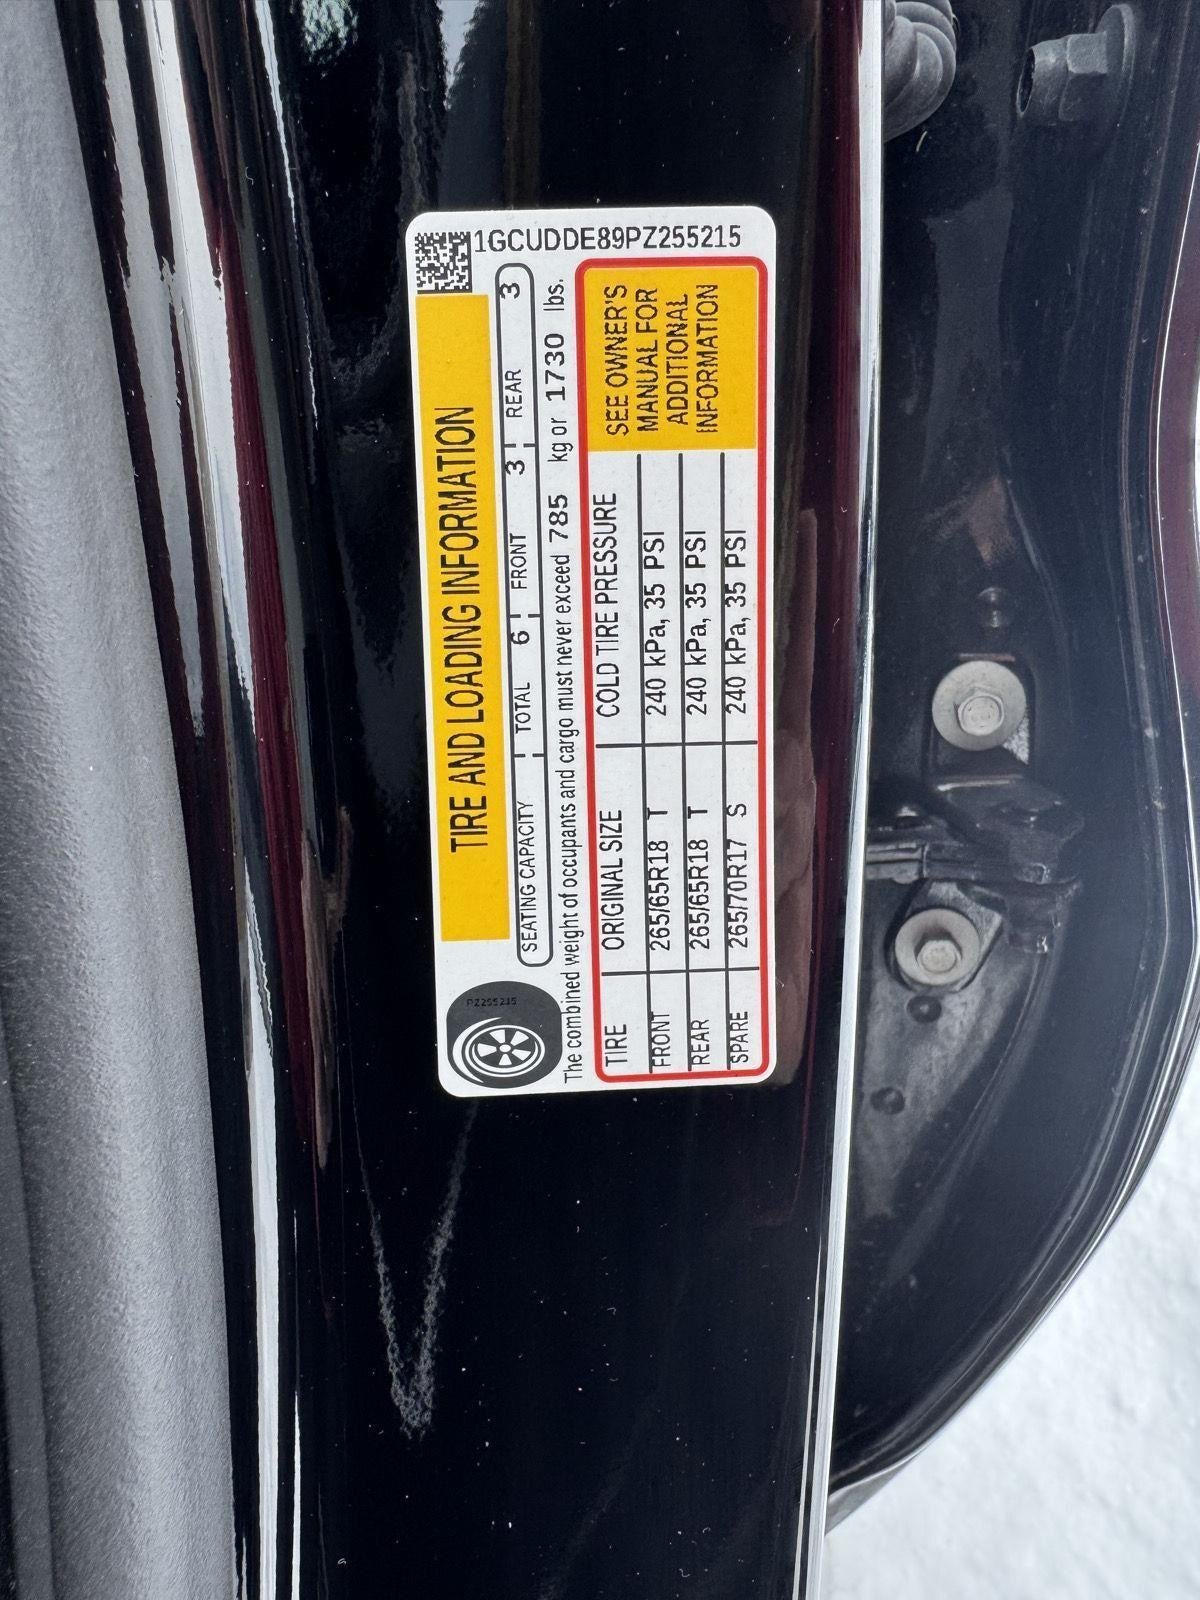 1GCUDDE89PZ255215
TIRE AND LOADING INFORMATION
SEATING CAPACITY TOTAL 6 FRONT 3 REAR 3
The combined weight of occupants and cargo must never exceed 785 kg or 1730 lbs.
TIRE ORIGINAL SIZE COLD TIRE PRESSURE
FRONT 265/65R18 T 240 kPa, 35 PSI
REAR 265/65R18 T 240 kPa, 35 PSI
SPARE 265/70R17 S 240 kPa, 35 PSI
SEE OWNER'S
MANUAL FOR
ADDITIONAL
INFORMATION
PZ255215